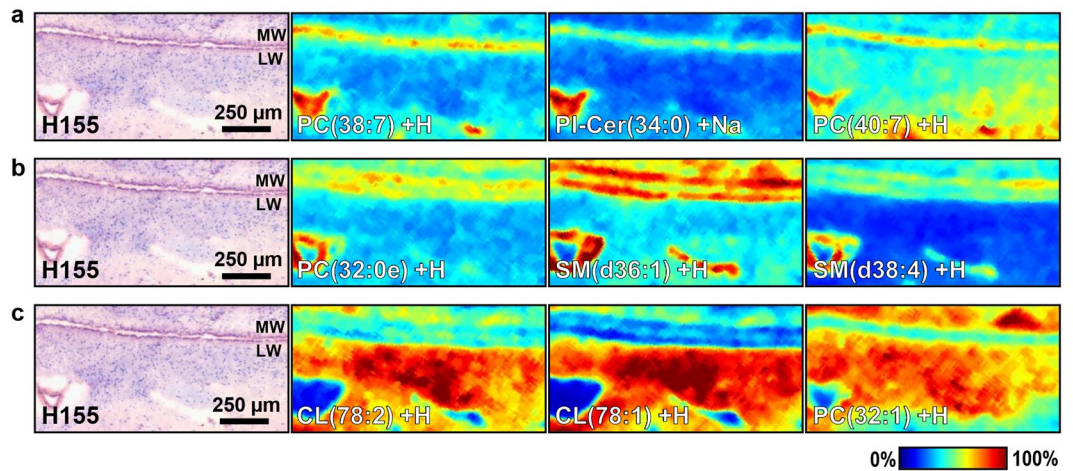 a
MW
LW
H155
250 µm
PC(38:7) +H
PI-Cer(34:0) +Na
PC(40:7) +H
b
MW
LW
H155
250 µm
PC(32:0e) +H
SM(d36:1) +H
SM(d38:4) +H
c
MW
LW
H155
250 µm
CL(78:2) +H
CL(78:1) +H
PC(32:1) +H
0%
100%